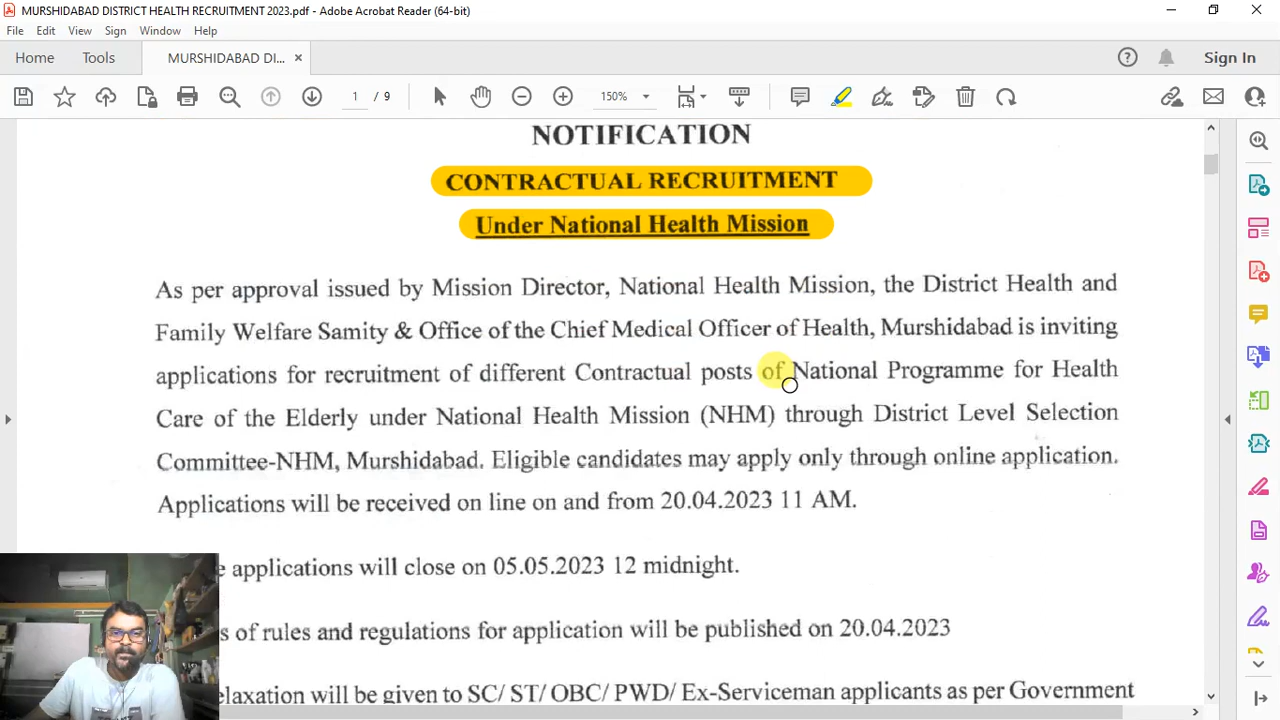 MURSHIDABAD DISTRICT HEALTH RECRUITMENT 2023.pdf - Adobe Acrobat Reader (64-bit)
File Edit View Sign Window Help
Home Tools MURSHIDABAD DI... Sign In
1 / 9 150%
NOTIFICATION
CONTRACTUAL RECRUITMENT
Under National Health Mission
As per approval issued by Mission Director, National Health Mission, the District Health and
Family Welfare Samity & Office of the Chief Medical Officer of Health, Murshidabad is inviting
applications for recruitment of different Contractual posts of National Programme for Health
Care of the Elderly under National Health Mission (NHM) through District Level Selection
Committee-NHM, Murshidabad. Eligible candidates may apply only through online application.
Applications will be received on line on and from 20.04.2023 11 AM.
applications will close on 05.05.2023 12 midnight.
of rules and regulations for application will be published on 20.04.2023
will be given to SC/ ST/ OBC/ PWD/ Ex-Serviceman applicants as per Government